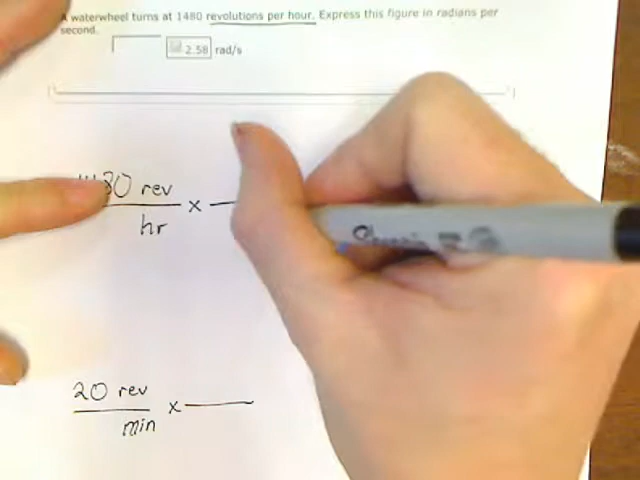 A waterwheel turns at 1480 revolutions per hour. Express this figure in radians per
second.
2.58 rad/s
1480 rev
hr
x
20 rev
min
x